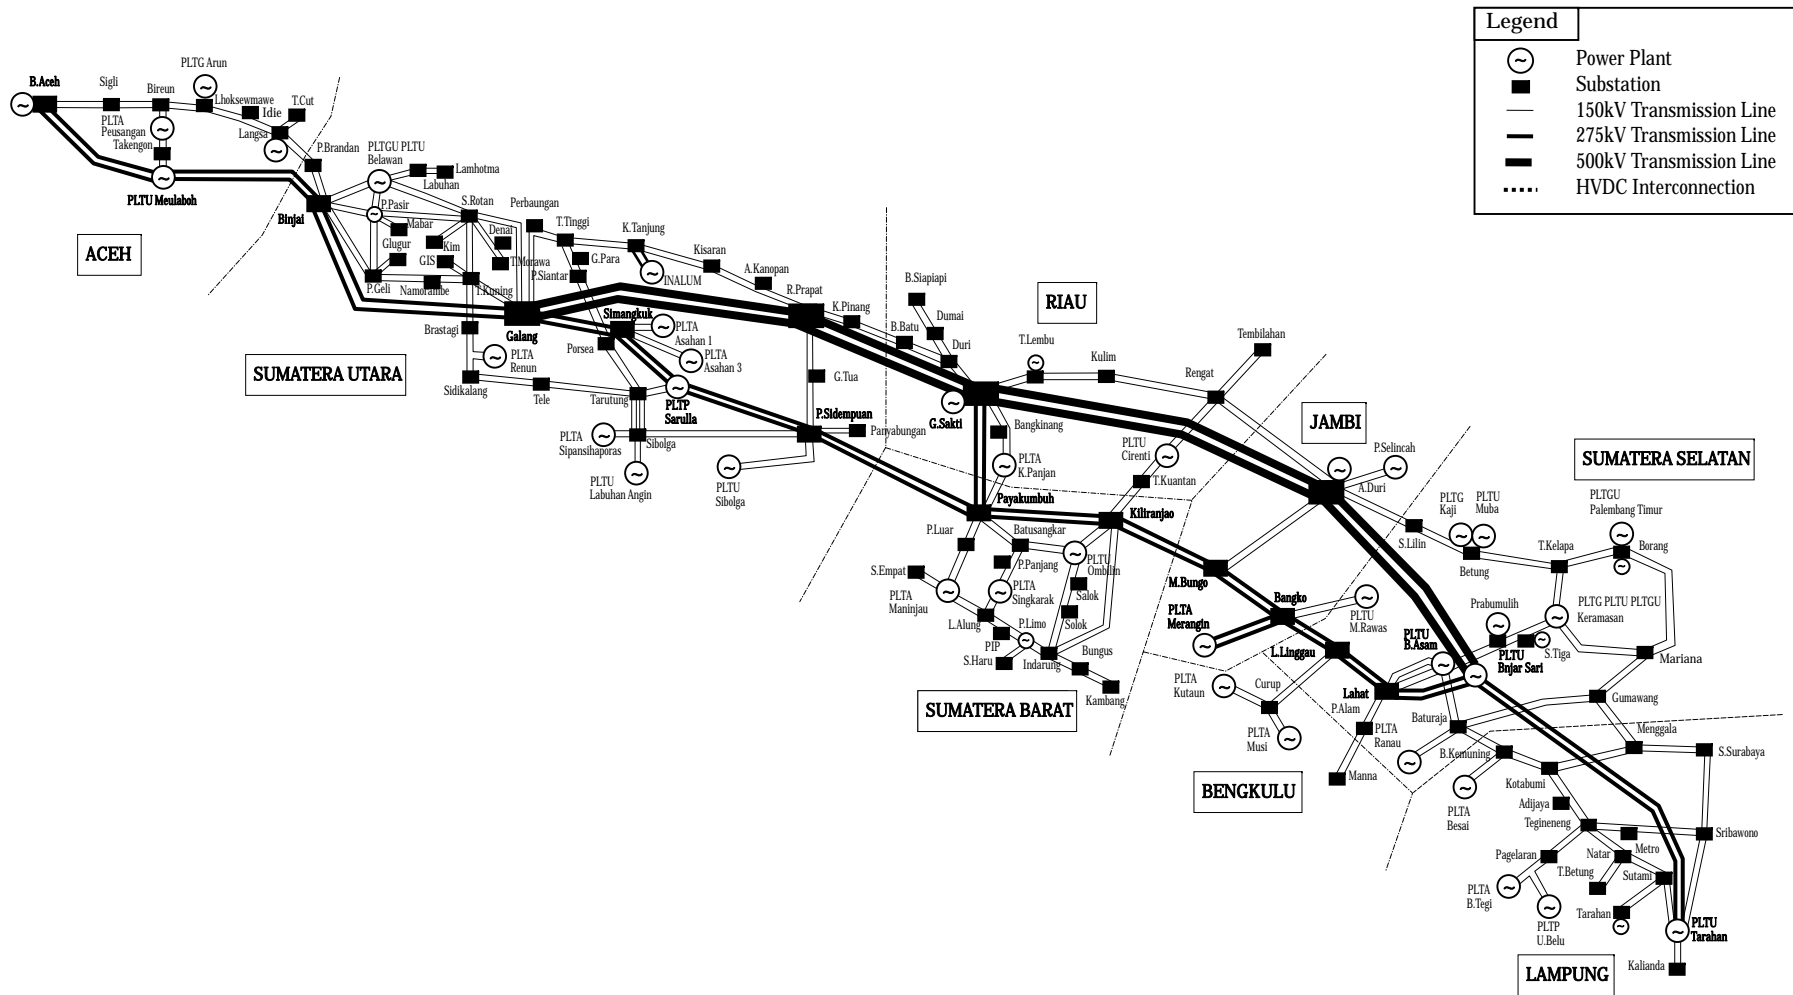 Legend
Power Plant
Substation
150kV Transmission Line
275kV Transmission Line
500kV Transmission Line
HVDC Interconnection
B.Aceh
Sigli
Bireun
PLTG Arun
Lhoksewmawe
Idie
T.Cut
Langsa
PLTA
Peusangan
Takengon
PLTU Meulaboh
P.Brandan
Binjai
ACEH
PLTGU PLTU
Belawan
Labuhan
Lamhotma
P.Pasir
Mabar
Glugur
S.Rotan
Kim
GIS
Denai
T.Morawa
P.Geli
Namorambe
T.Kuning
Perbaungan
T.Tinggi
G.Para
P.Siantar
K.Tanjung
INALUM
Kisaran
A.Kanopan
R.Prapat
K.Pinang
Galang
Simangkuk
PLTA
Asahan 1
PLTA
Asahan 3
Porsea
Brastagi
PLTA
Renun
Sidikalang
Tele
Tarutung
PLTP
Sarulla
SUMATERA UTARA
G.Tua
P.Sidempuan
Panyabungan
PLTA
Sipansihaporas
Sibolga
PLTU
Labuhan Angin
PLTU
Sibolga
B.Siapiapi
Dumai
B.Batu
Duri
RIAU
T.Lembu
Kulim
Tembilahan
Rengat
G.Sakti
Bangkinang
PLTA
K.Panjan
PLTU
Cirenti
T.Kuantan
Payakumbuh
Kiliranjao
P.Luar
Batusangkar
P.Panjang
PLTU
Ombilin
S.Empat
PLTA
Maninjau
PLTA
Singkarak
Salok
Solok
L.Alung
PIP
P.Limo
S.Haru
Indarung
Bungus
Kambang
SUMATERA BARAT
JAMBI
P.Selincah
A.Duri
M.Bungo
Bangko
PLTA
Merangin
PLTU
M.Rawas
L.Linggau
SUMATERA SELATAN
PLTG
Kaji
PLTU
Muba
S.Lilin
Betung
PLTGU
Palembang Timur
T.Kelapa
Borang
PLTG PLTU PLTGU
Keramasan
Prabumulih
S.Tiga
Mariana
PLTU
B.Asam
PLTU
Bnjar Sari
Lahat
P.Alam
PLTA
Ranau
Manna
PLTA
Kutaun
Curup
PLTA
Musi
BENGKULU
Baturaja
Gumawang
Menggala
S.Surabaya
B.Kemuning
PLTA
Besai
Kotabumi
Adijaya
Tegineneng
Sribawono
Metro
Pagelaran
Natar
T.Betung
Sutami
PLTA
B.Tegi
PLTP
U.Belu
Tarahan
PLTU
Tarahan
Kalianda
LAMPUNG